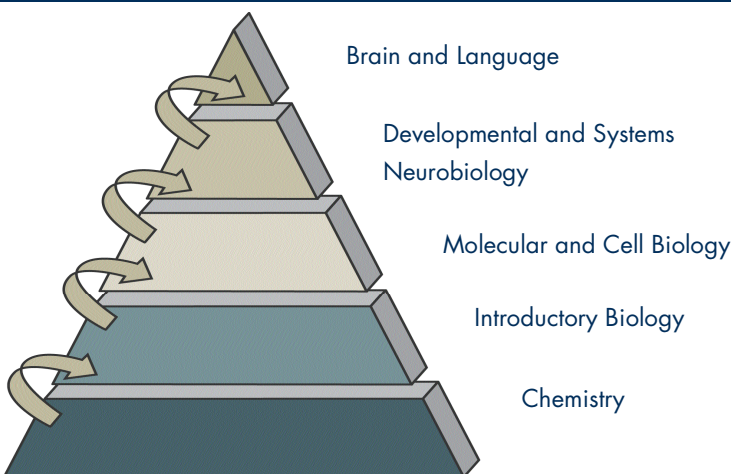 Brain and Language
Developmental and Systems
Neurobiology
Molecular and Cell Biology
Introductory Biology
Chemistry